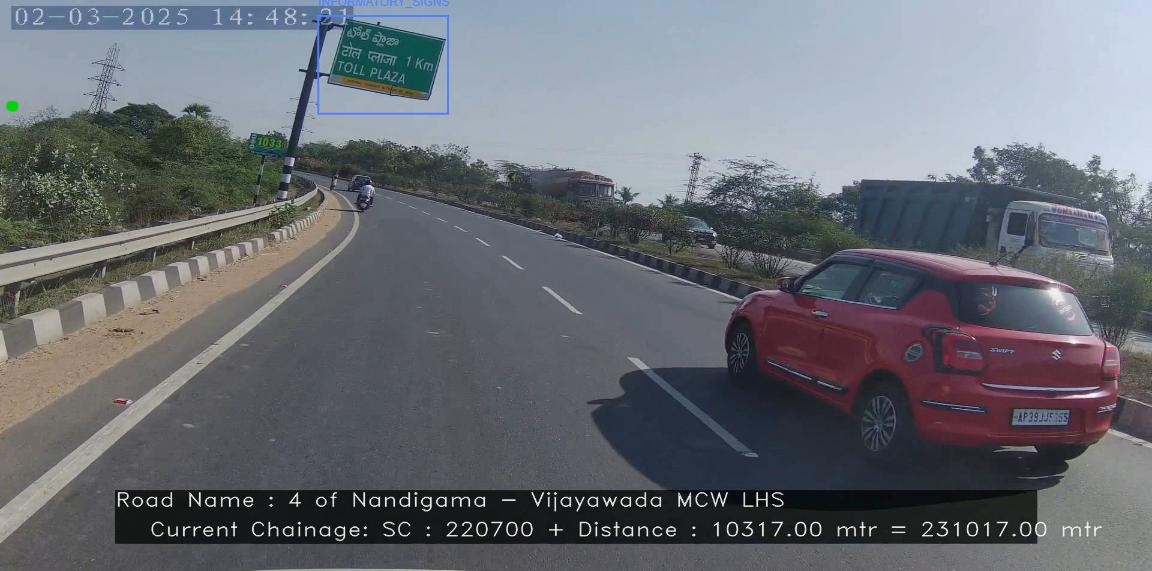 INFORMATORY_SIGNS
02-03-2025 14:48:21
టోల్ ప్లాజా
टोल प्लाजा 1 Km
TOLL PLAZA
1033
SWIFT
Road Name : 4 of Nandigama - Vijayawada MCW LHS
Current Chainage: SC : 220700 + Distance : 10317.00 mtr = 231017.00 mtr